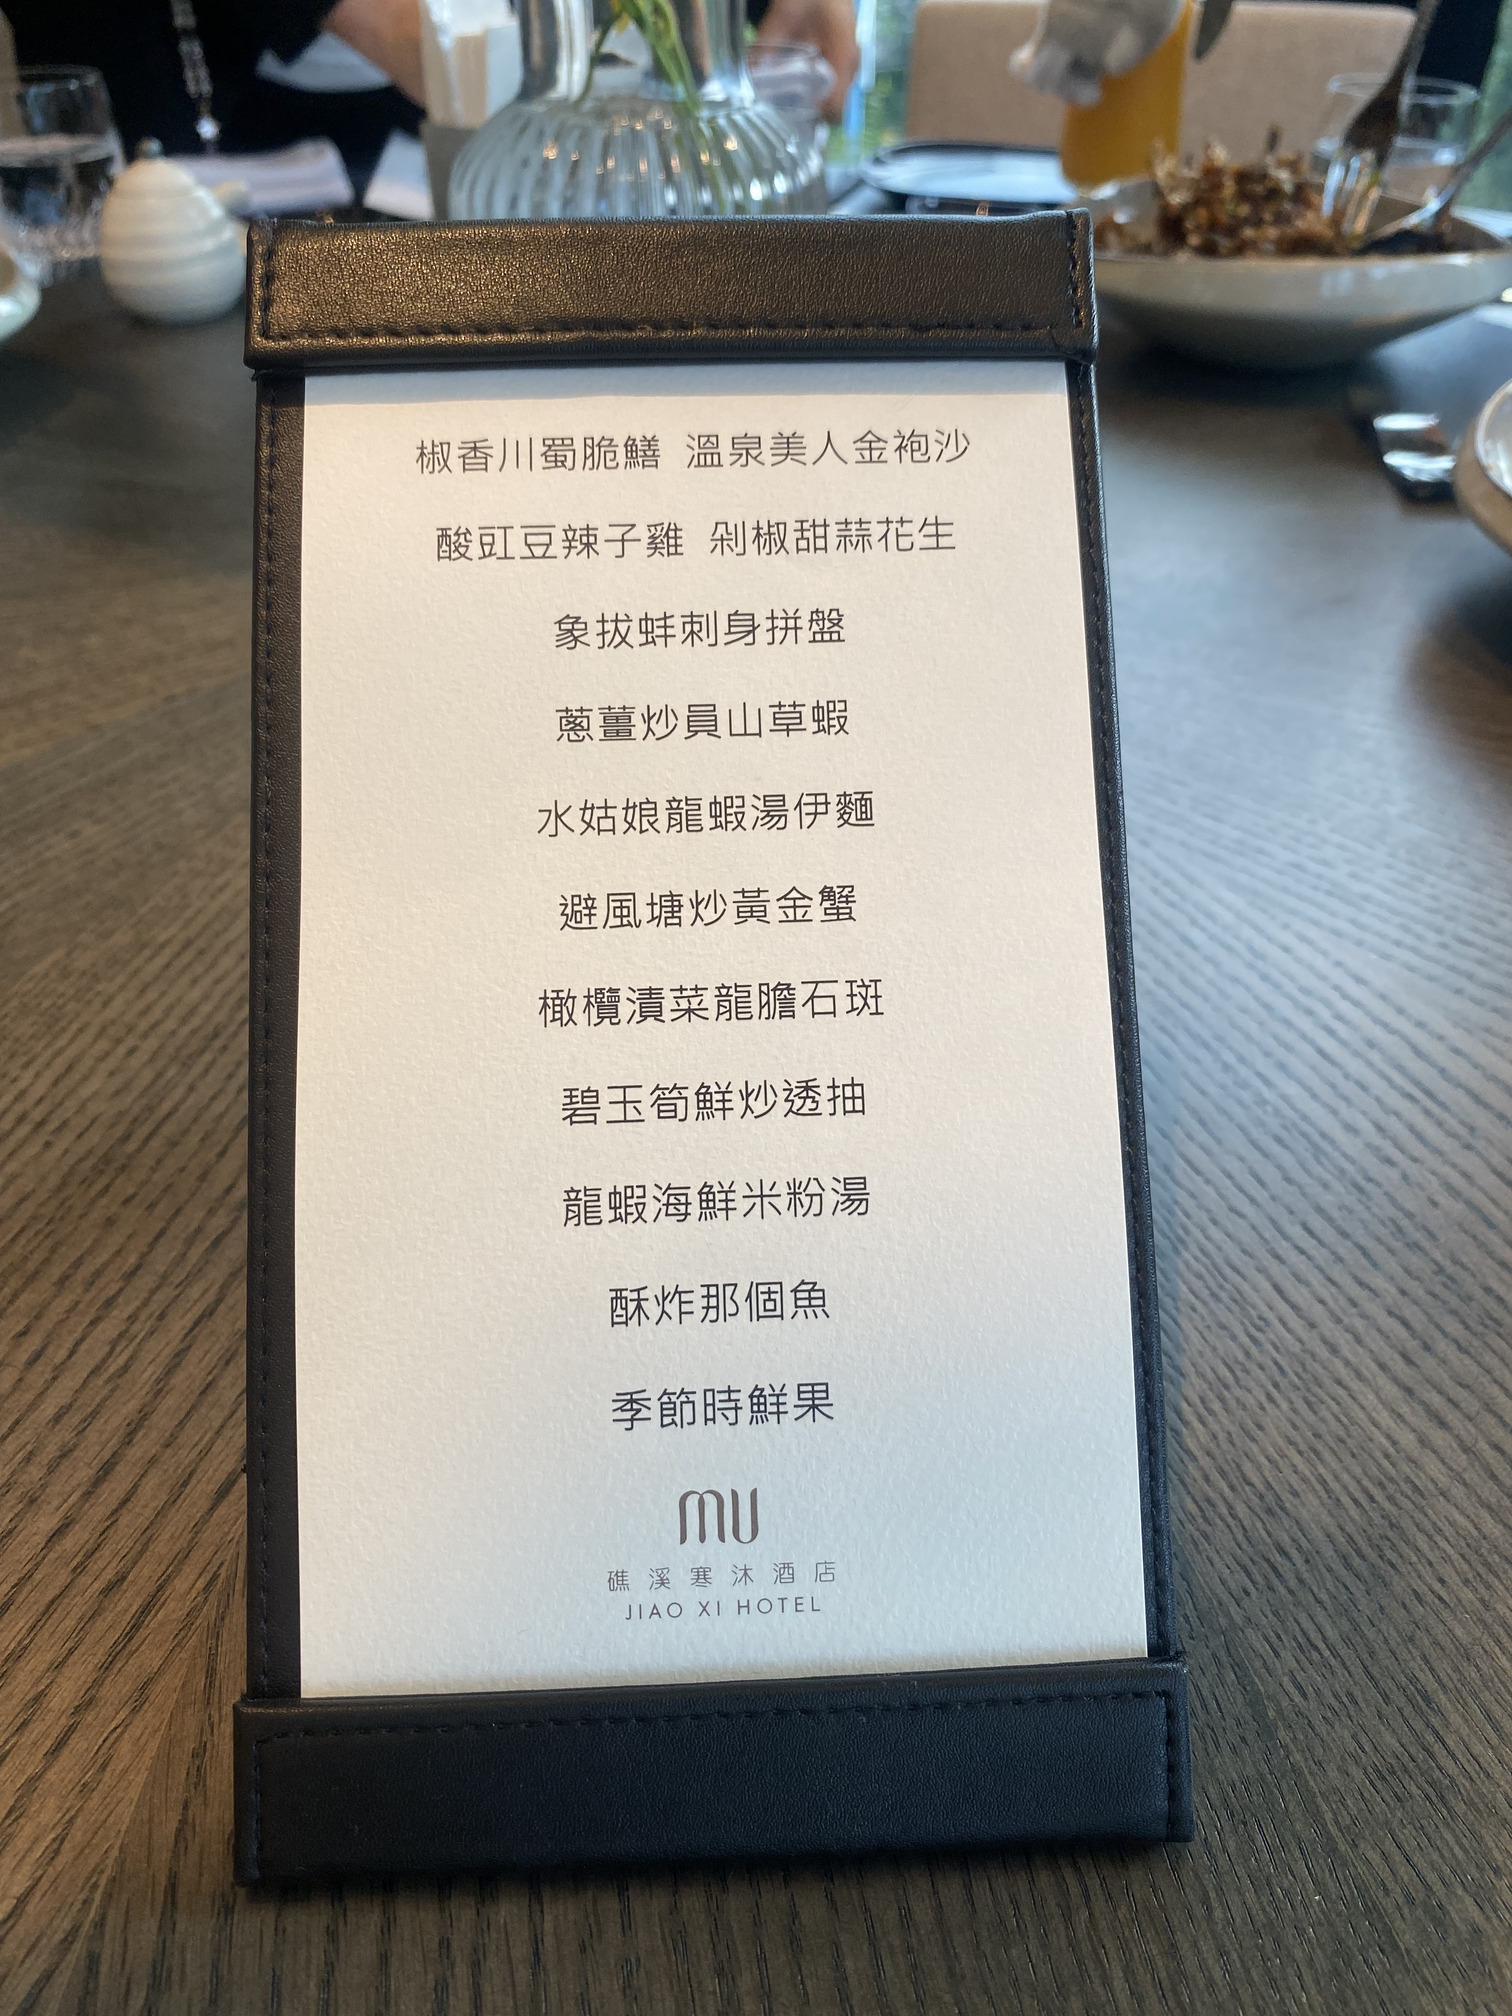 椒香川蜀脆鱔 溫泉美人金袍沙
酸豇豆辣子雞 剁椒甜蒜花生
象拔蚌刺身拼盤
蔥薑炒員山草蝦
水姑娘龍蝦湯伊麵
避風塘炒黃金蟹
橄欖漬菜龍膽石斑
碧玉筍鮮炒透抽
龍蝦海鮮米粉湯
酥炸那個魚
季節時鮮果
mu
礁溪寒沐酒店
JIAO XI HOTEL